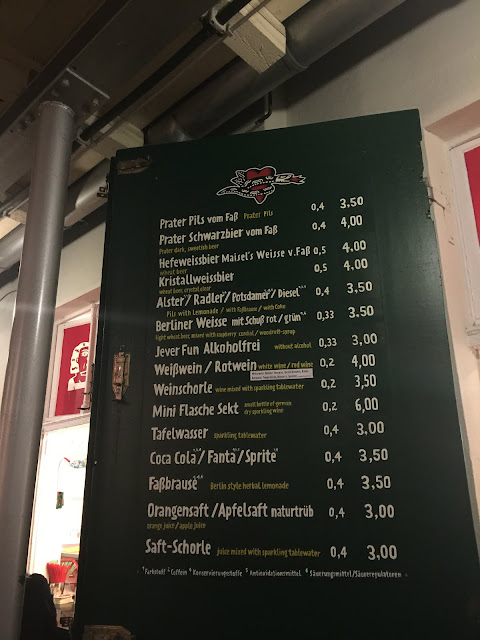 Prater Pils vom Faß Prater Pils 0,4 3,50
Prater Schwarzbier vom Faß 0,4 4,00
Prater dark, sweetish beer
Hefeweissbier Maisel's Weisse v.Faß 0,5 4,00
wheat beer
Kristallweissbier 0,5 4,00
wheat beer, crystal clear
Alster/ Radler/ Potsdamer/ Diesel 0,4 3,50
Pils with Lemonade / with Faßbrause / with Coke
Berliner Weisse mit Schuß rot / grün 0,33 3,50
light wheat beer, mixed with raspberry cordial / woodruff-syrup
Jever Fun Alkoholfrei without alcohol 0,33 3,00
Weißwein / Rotwein white wine / red wine 0,2 4,00
Weinschorle wine mixed with sparkling tablewater 0,2 3,50
Mini Flasche Sekt small bottle of german dry sparkling wine 0,2 6,00
Tafelwasser sparkling tablewater 0,4 3,00
Coca Cola/ Fanta/ Sprite 0,4 3,50
Faßbrause Berlin style herbal lemonade 0,4 3,50
Orangensaft /Apfelsaft naturtrüb 0,4 3,00
orange juice / apple juice
Saft-Schorle juice mixed with sparkling tablewater 0,4 3,00
Farbstoff Coffein Konservierungsstoffe Antioxidationsmittel Säuerungsmittel/Säureregulatoren